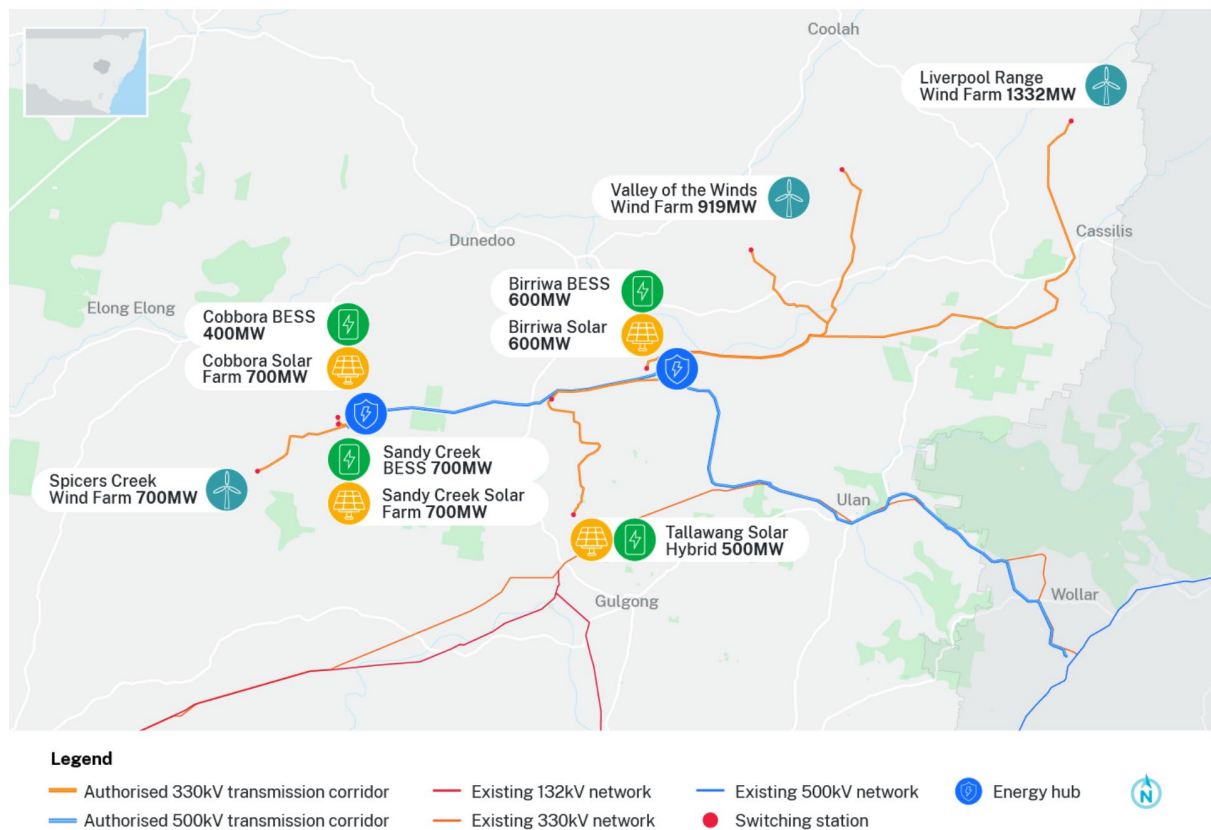 Coolah
Liverpool Range
Wind Farm 1332MW
Valley of the Winds
Wind Farm 919MW
Cassilis
Dunedoo
Birriwa BESS
600MW
Elong Elong
Cobbora BESS
400MW
Birriwa Solar
600MW
Cobbora Solar
Farm 700MW
Sandy Creek
BESS 700MW
Spicers Creek
Wind Farm 700MW
Sandy Creek Solar
Farm 700MW
Ulan
Tallawang Solar
Hybrid 500MW
Gulgong
Wollar
Legend
Authorised 330kV transmission corridor
Existing 132kV network
Existing 500kV network
Energy hub
N
Authorised 500kV transmission corridor
Existing 330kV network
Switching station